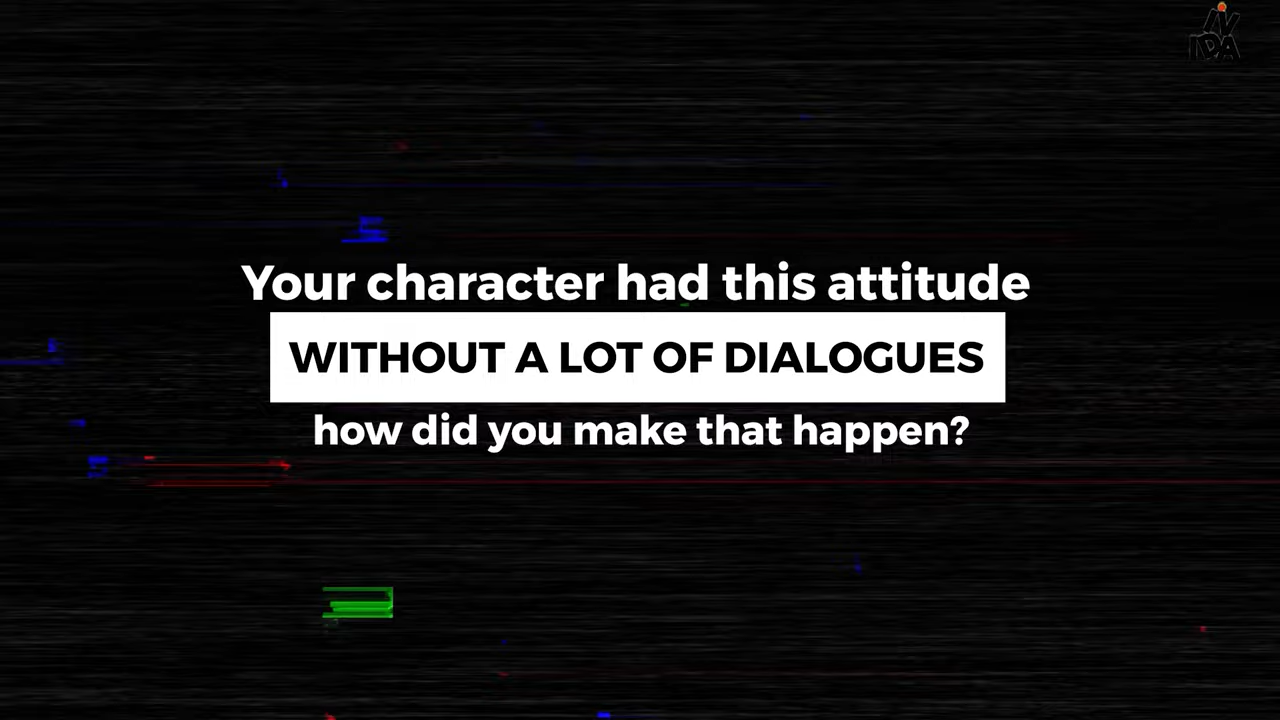 Your character had this attitude
WITHOUT A LOT OF DIALOGUES
how did you make that happen?